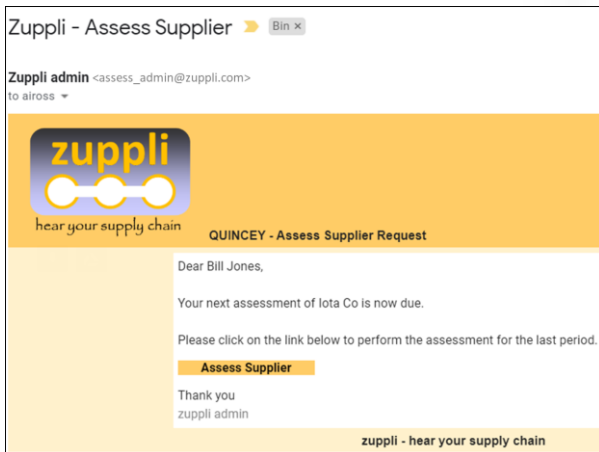 Zuppli - Assess Supplier Bin ×
Zuppli admin <assess_admin@zuppli.com>
to aiross
zuppli
hear your supply chain
QUINCEY - Assess Supplier Request
Dear Bill Jones,
Your next assessment of Iota Co is now due.
Please click on the link below to perform the assessment for the last period.
Assess Supplier
Thank you
zuppli admin
zuppli - hear your supply chain